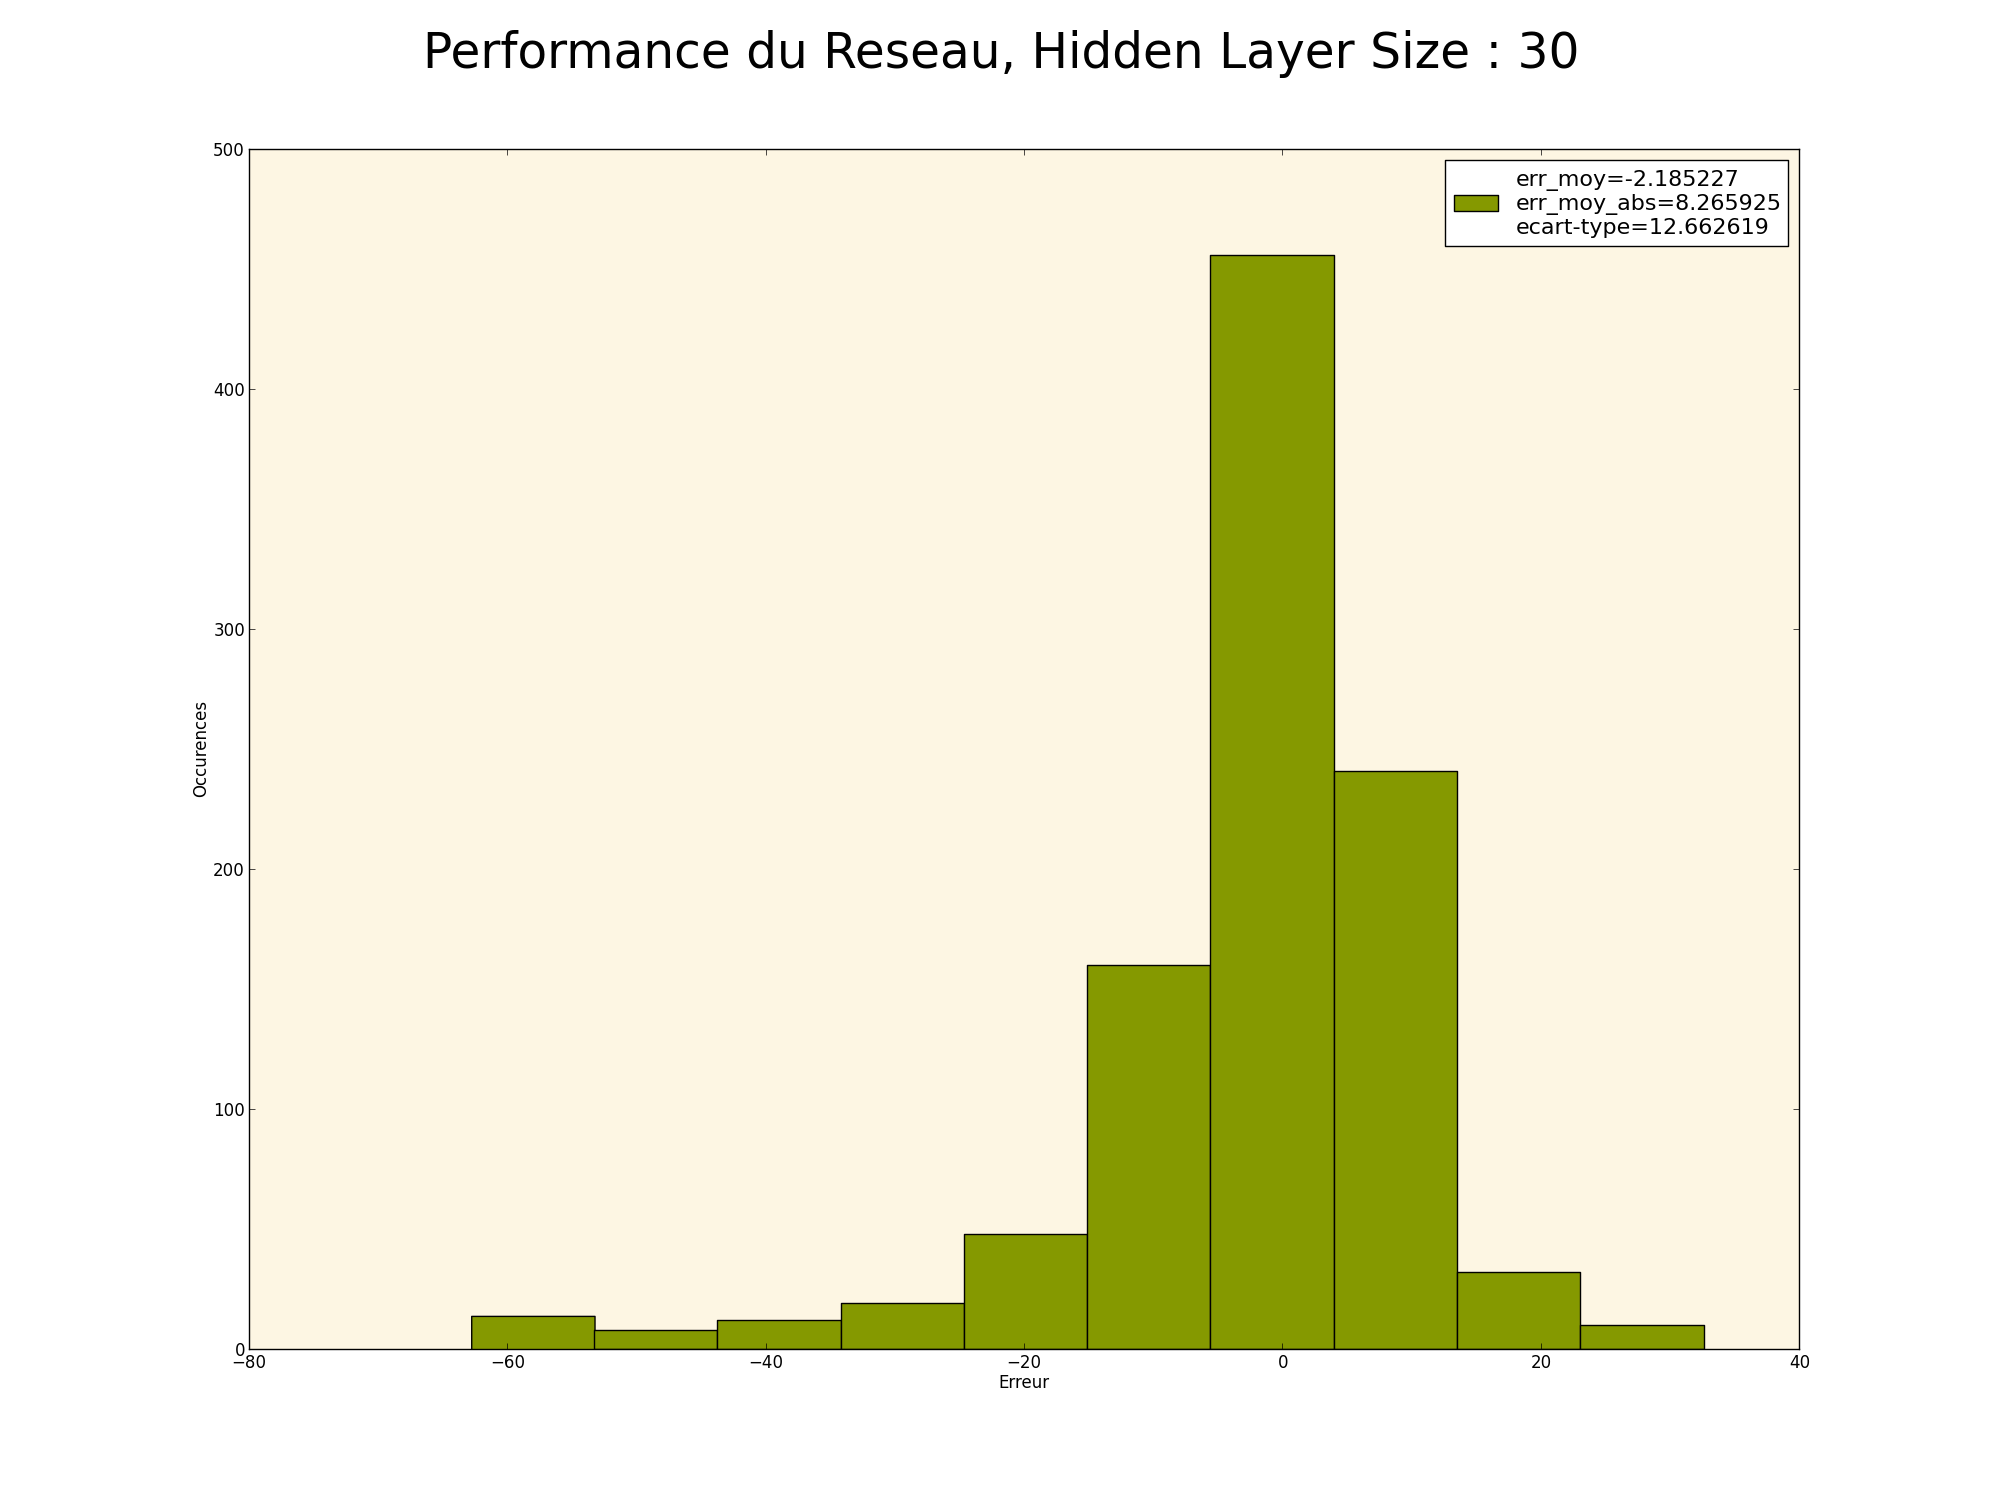 Performance du Reseau, Hidden Layer Size : 30
500
err_moy=-2.185227
err_moy_abs=8.265925
ecart-type=12.662619
400
300
Occurences
200
100
0
−80 −60 −40 −20 0 20 40
Erreur